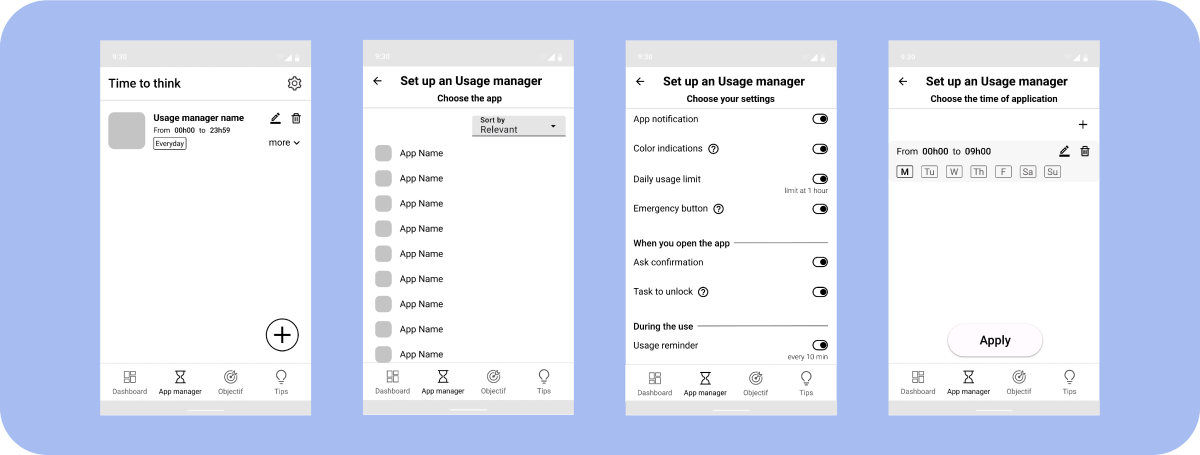 9:30
Time to think
Usage manager name
From 00h00 to 23h59
Everyday
more
Dashboard App manager Objectif Tips
9:30
Set up an Usage manager
Choose the app
Sort by
Relevant
App Name
App Name
App Name
App Name
App Name
App Name
App Name
App Name
App Name
Dashboard App manager Objectif Tips
9:30
Set up an Usage manager
Choose your settings
App notification
Color indications ?
Daily usage limit
limit at 1 hour
Emergency button ?
When you open the app
Ask confirmation
Task to unlock ?
During the use
Usage reminder
every 10 min
Dashboard App manager Objectif Tips
9:30
Set up an Usage manager
Choose the time of application
From 00h00 to 09h00
M Tu W Th F Sa Su
Apply
Dashboard App manager Objectif Tips